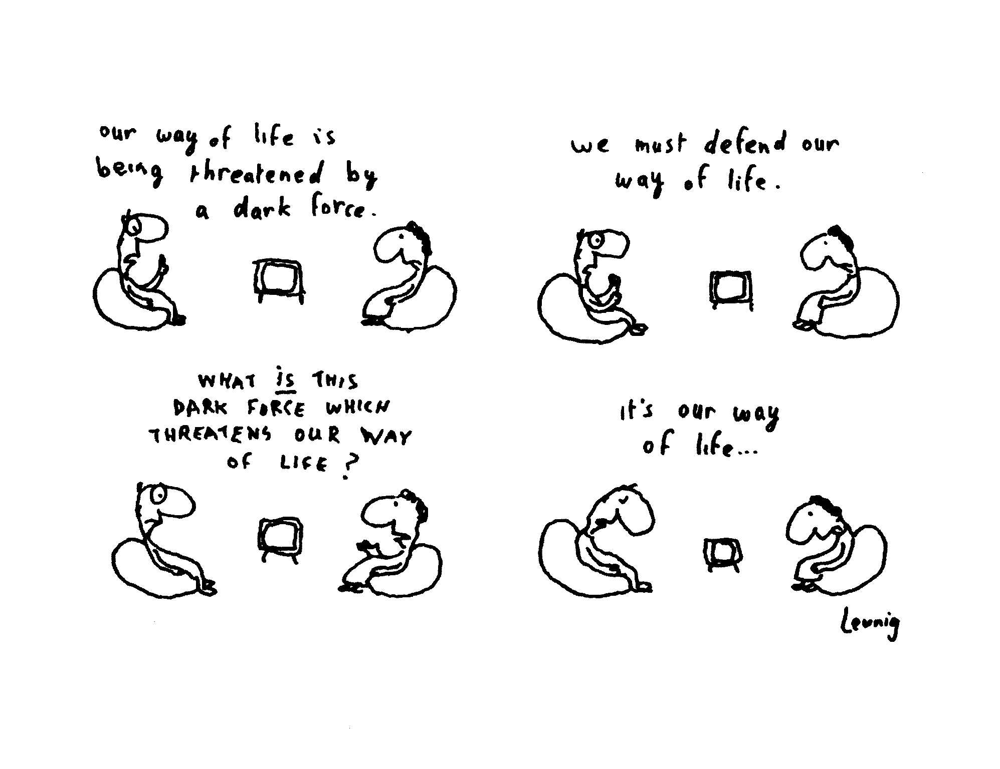 our way of life is
being threatened by
a dark force.
we must defend our
way of life.
WHAT is THIS
DARK FORCE WHICH
THREATENS OUR WAY
OF LIFE?
it's our way
of life...
Leunig